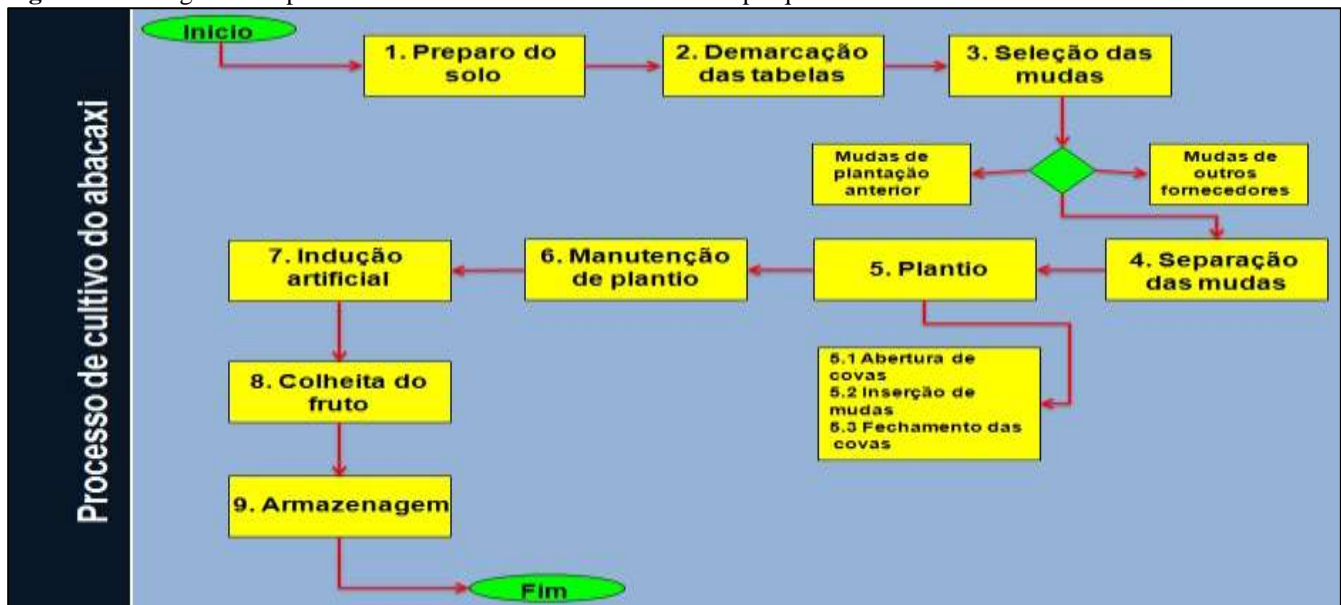 Inicio
1. Preparo do
solo
2. Demarcação
das tabelas
3. Seleção das
mudas
Mudas de
plantação
anterior
Mudas de
outros
fornecedores
4. Separação
das mudas
5. Plantio
5.1 Abertura de
covas
5.2 Inserção de
mudas
5.3 Fechamento das
covas
6. Manutenção
de plantio
7. Indução
artificial
8. Colheita do
fruto
9. Armazenagem
Fim
Processo de cultivo do abacaxi